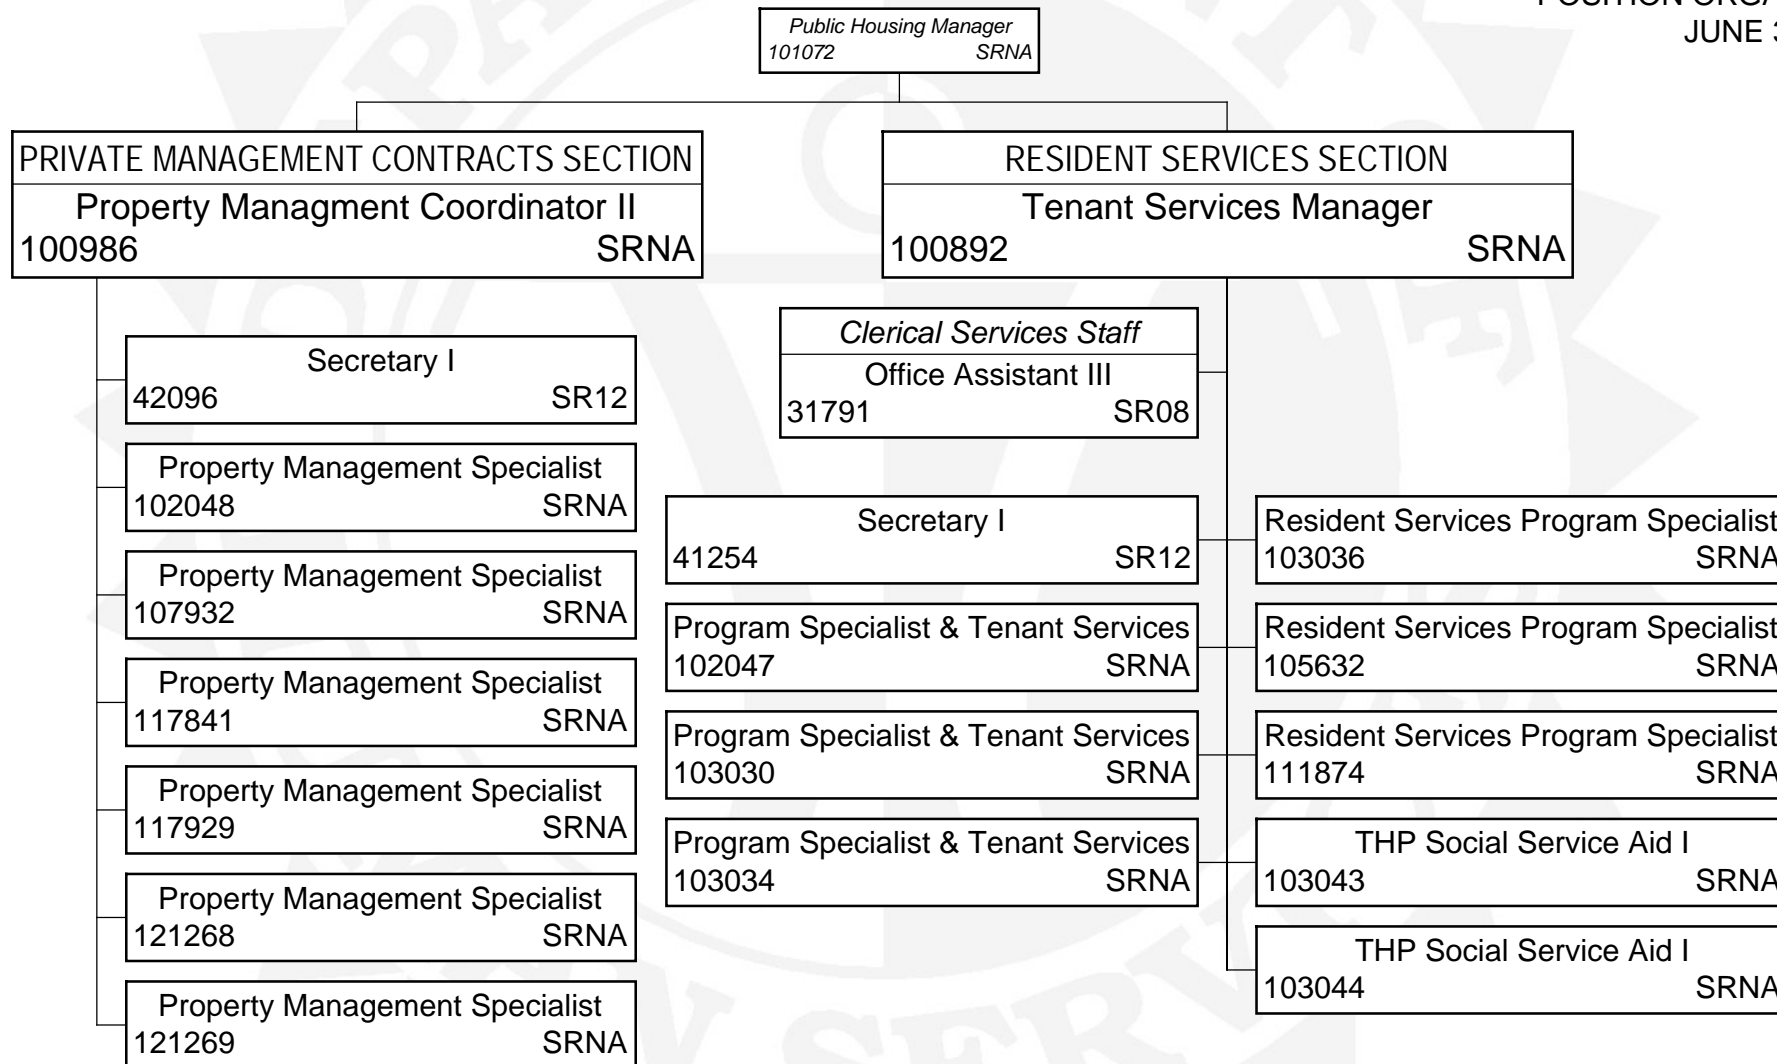 POSITION ORGA
JUNE 3
Public Housing Manager
101072 SRNA
PRIVATE MANAGEMENT CONTRACTS SECTION
Property Managment Coordinator II
100986 SRNA
Secretary I
42096 SR12
Property Management Specialist
102048 SRNA
Property Management Specialist
107932 SRNA
Property Management Specialist
117841 SRNA
Property Management Specialist
117929 SRNA
Property Management Specialist
121268 SRNA
Property Management Specialist
121269 SRNA
RESIDENT SERVICES SECTION
Tenant Services Manager
100892 SRNA
Clerical Services Staff
Office Assistant III
31791 SR08
Secretary I
41254 SR12
Program Specialist & Tenant Services
102047 SRNA
Program Specialist & Tenant Services
103030 SRNA
Program Specialist & Tenant Services
103034 SRNA
Resident Services Program Specialist
103036 SRNA
Resident Services Program Specialist
105632 SRNA
Resident Services Program Specialist
111874 SRNA
THP Social Service Aid I
103043 SRNA
THP Social Service Aid I
103044 SRNA